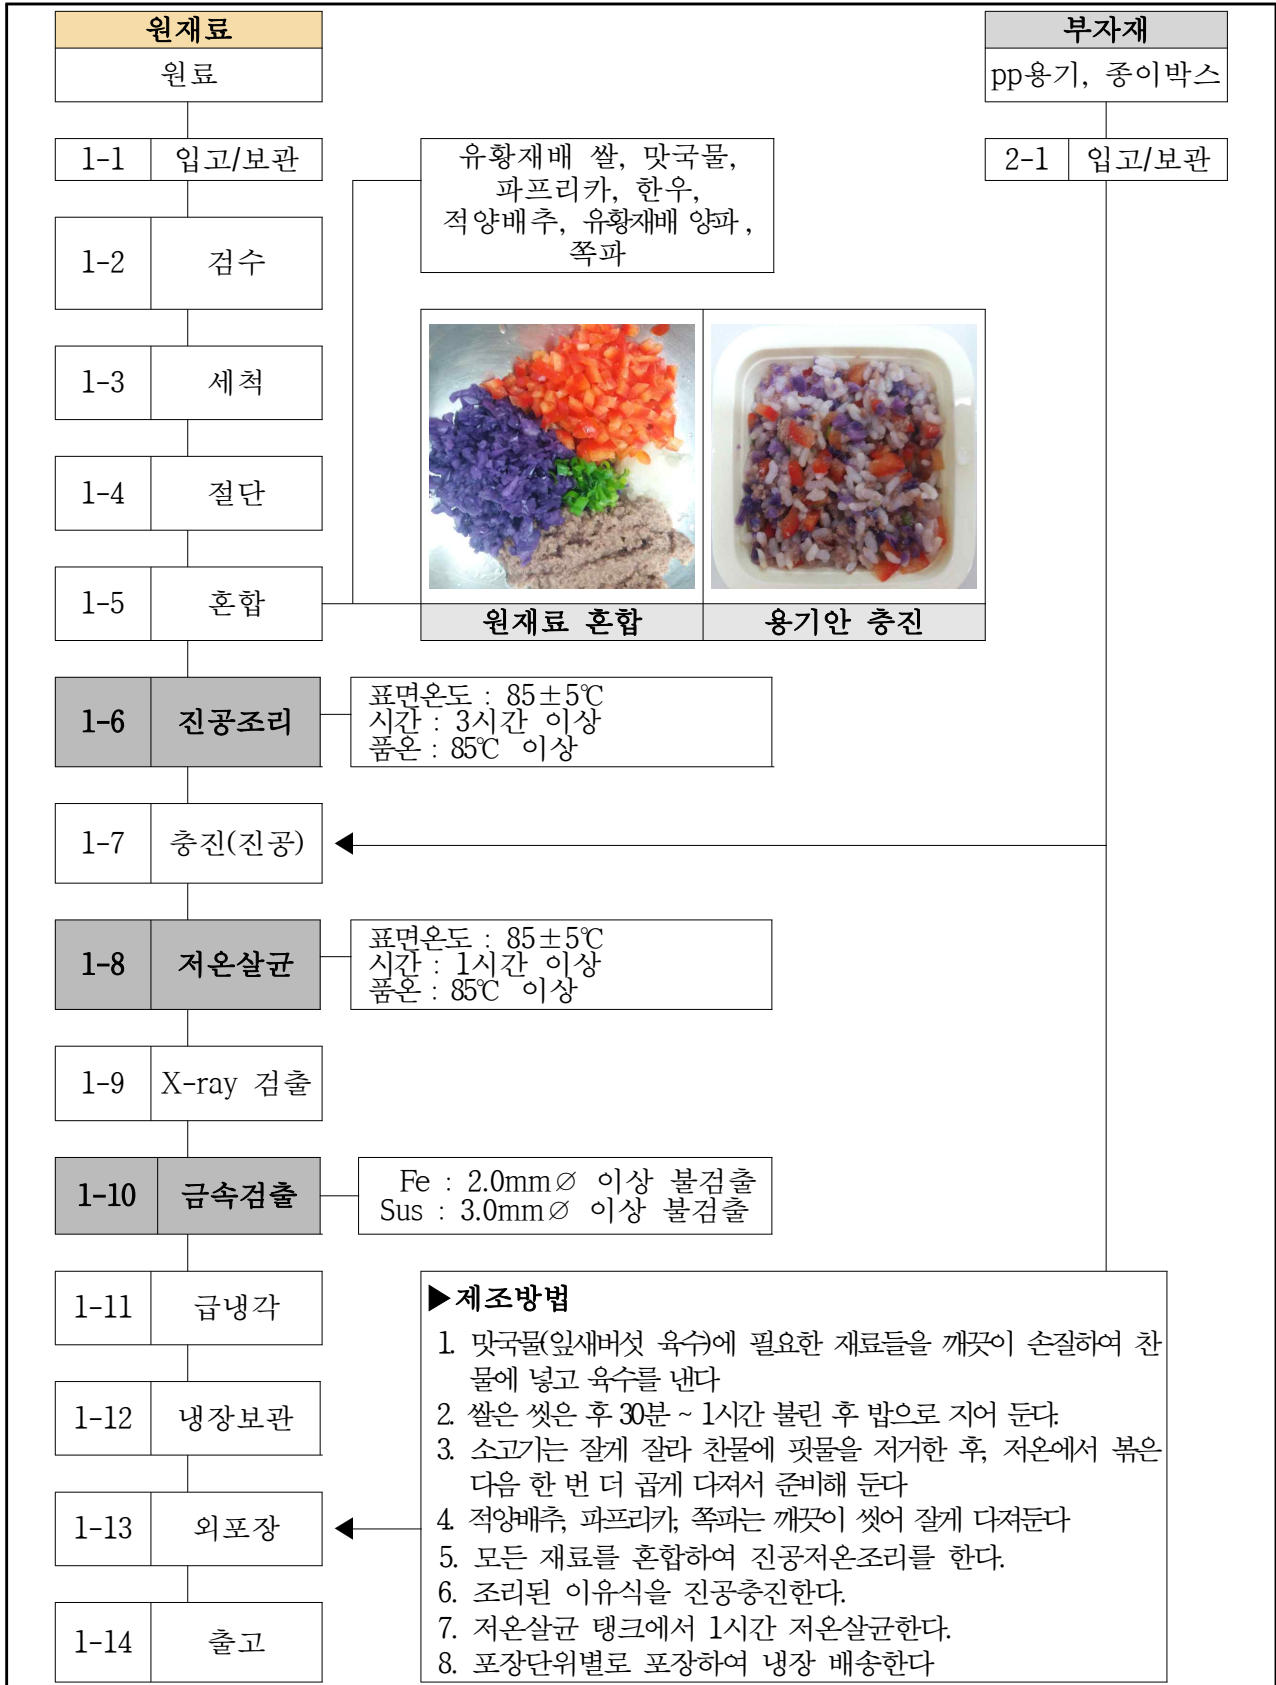 원재료
원료
부자재
pp용기, 종이박스
1-1 입고/보관
2-1 입고/보관
유황재배 쌀, 맛국물,
파프리카, 한우,
적양배추, 유황재배 양파,
쪽파
1-2 검수
1-3 세척
1-4 절단
1-5 혼합
원재료 혼합
용기안 충진
1-6 진공조리
표면온도 : 85±5℃
시간 : 3시간 이상
품온 : 85℃ 이상
1-7 충진(진공)
1-8 저온살균
표면온도 : 85±5℃
시간 : 1시간 이상
품온 : 85℃ 이상
1-9 X-ray 검출
1-10 금속검출
Fe : 2.0mm∅ 이상 불검출
Sus : 3.0mm∅ 이상 불검출
1-11 급냉각
1-12 냉장보관
1-13 외포장
1-14 출고
▶제조방법
1. 맛국물(잎새버섯 육수)에 필요한 재료들을 깨끗이 손질하여 찬
물에 넣고 육수를 낸다
2. 쌀은 씻은 후 30분 ~ 1시간 불린 후 밥으로 지어 둔다.
3. 소고기는 잘게 잘라 찬물에 핏물을 저거한 후, 저온에서 볶은
다음 한 번 더 곱게 다져서 준비해 둔다
4. 적양배추, 파프리카, 쪽파는 깨끗이 씻어 잘게 다져둔다
5. 모든 재료를 혼합하여 진공저온조리를 한다.
6. 조리된 이유식을 진공충진한다.
7. 저온살균 탱크에서 1시간 저온살균한다.
8. 포장단위별로 포장하여 냉장 배송한다